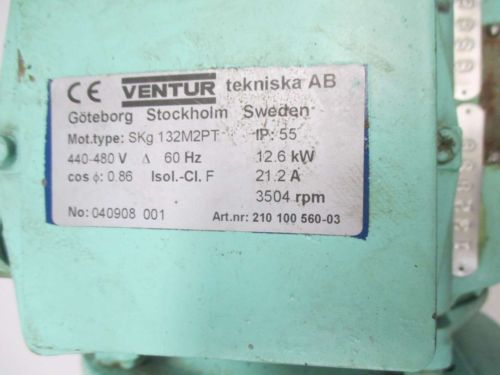 CE VENTUR tekniska AB
Göteborg Stockholm Sweden
Mot.type: SKg 132M2PT IP: 55
440-480 V Δ 60 Hz 12.6 kW
cos ϕ: 0.86 Isol.-Cl. F 21.2 A
3504 rpm
No: 040908 001 Art.nr: 210 100 560-03